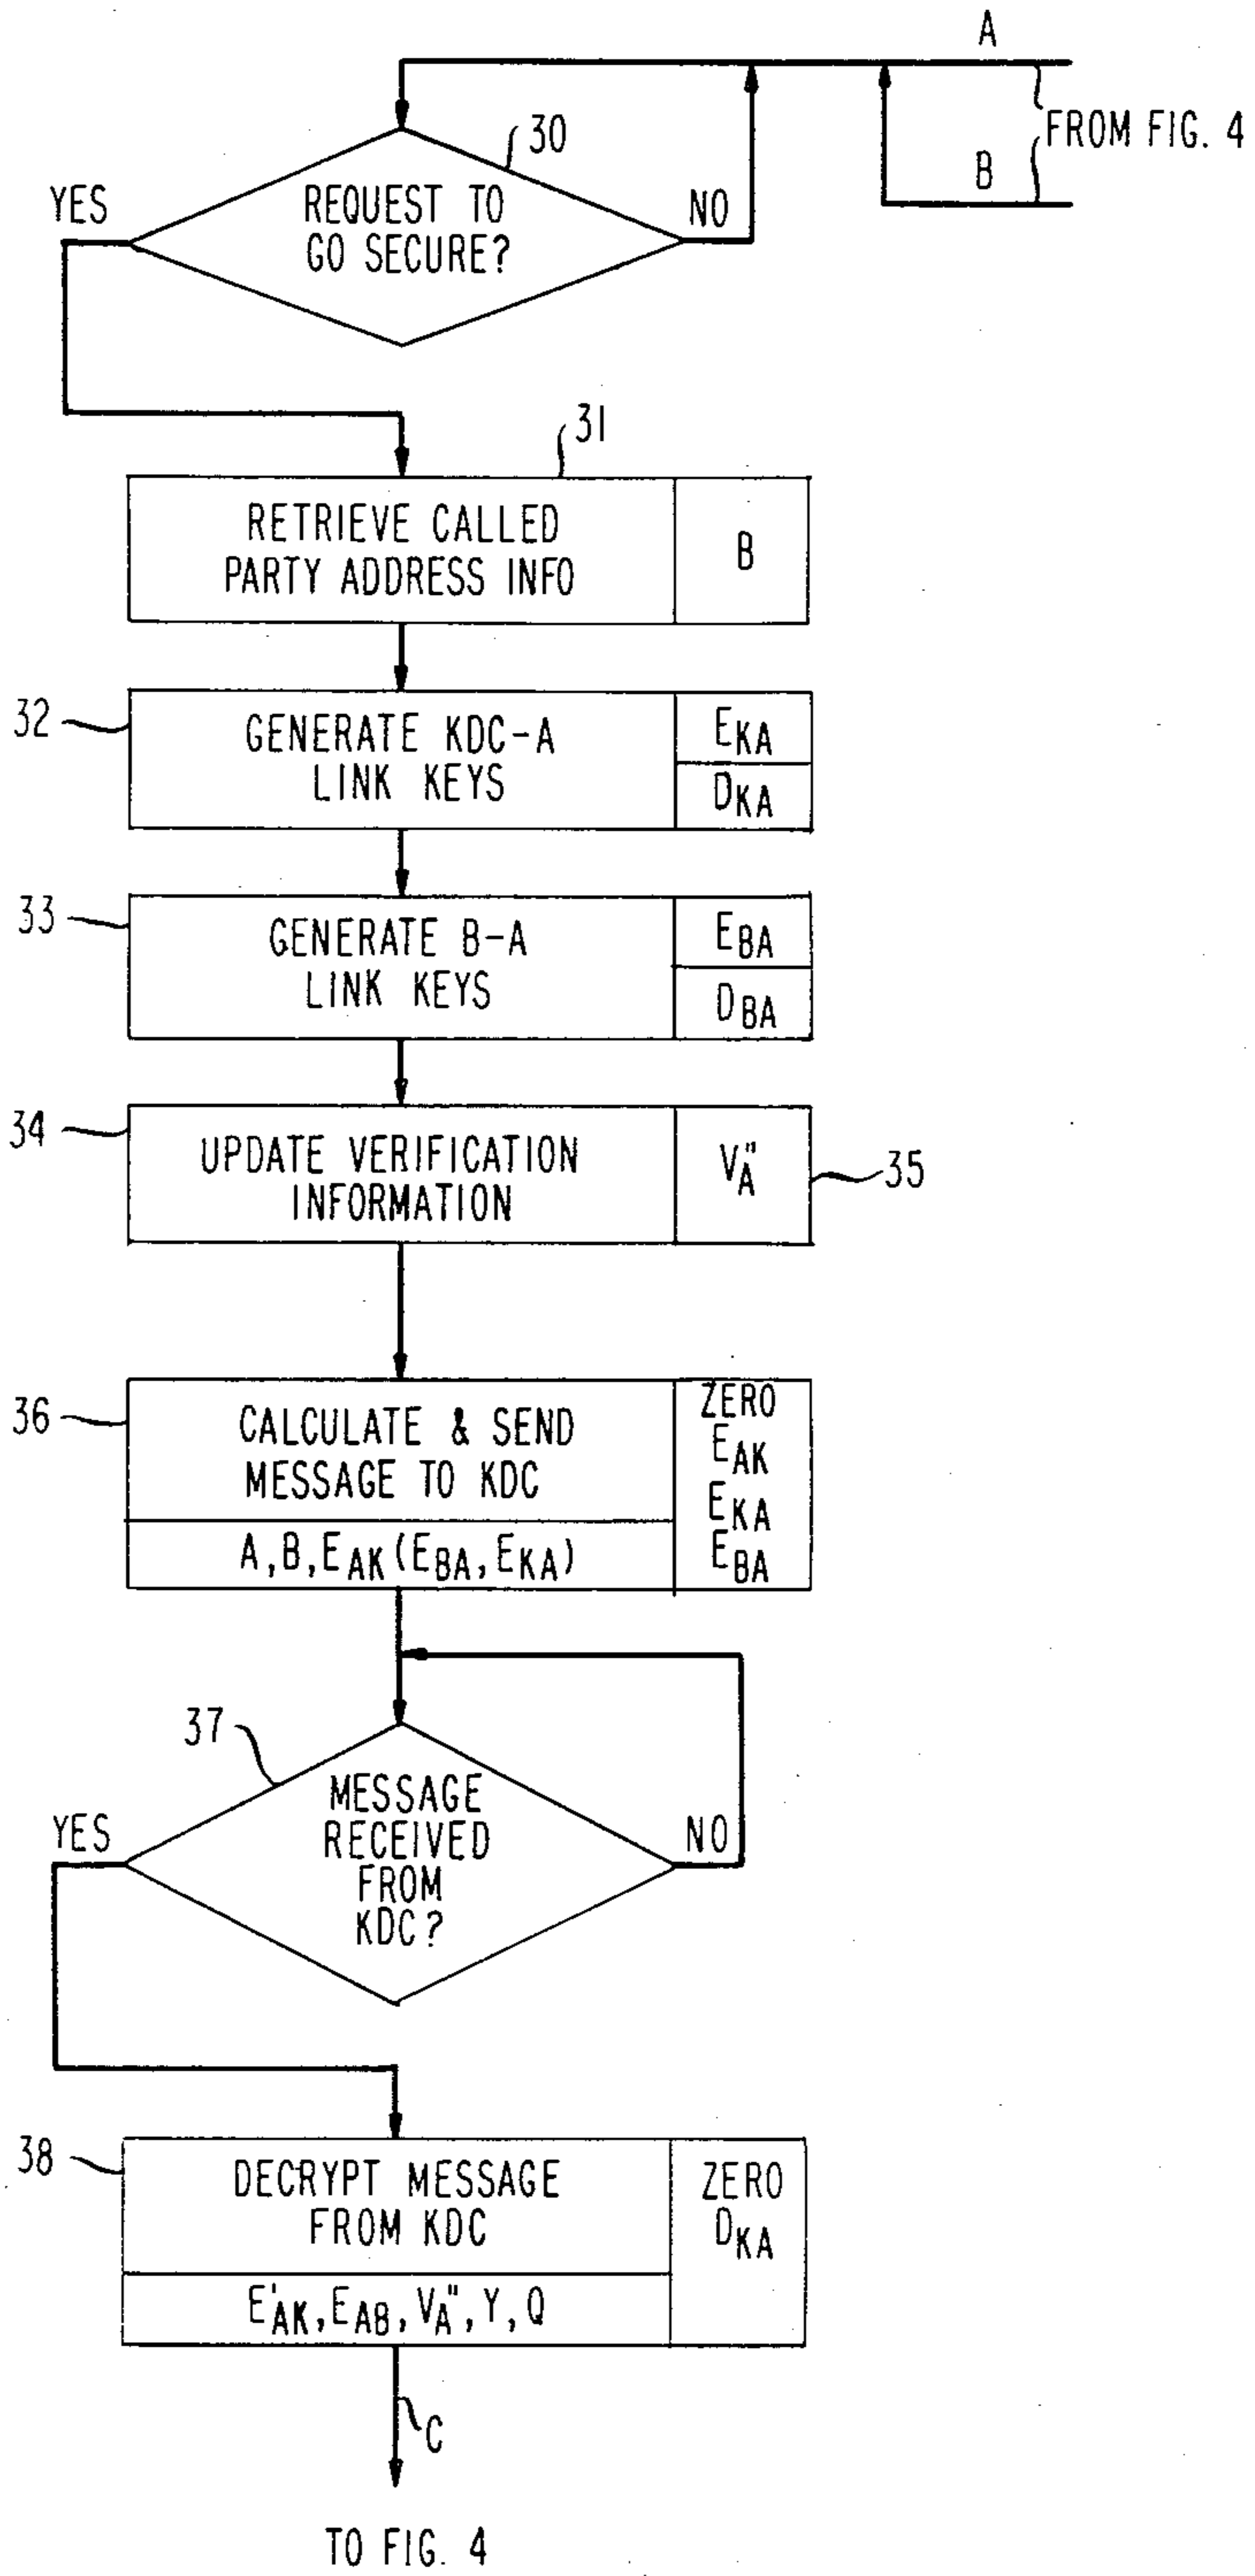 A
FROM FIG. 4
B
30
YES
REQUEST TO
GO SECURE?
NO
31
RETRIEVE CALLED
PARTY ADDRESS INFO
B
32
GENERATE KDC-A
LINK KEYS
EKA
DKA
33
GENERATE B-A
LINK KEYS
EBA
DBA
34
UPDATE VERIFICATION
INFORMATION
VA"
35
36
CALCULATE & SEND
MESSAGE TO KDC
A, B, EAK (EBA, EKA)
ZERO
EAK
EKA
EBA
37
YES
MESSAGE
RECEIVED
FROM
KDC?
NO
38
DECRYPT MESSAGE
FROM KDC
E'AK, EAB, VA", Y, Q
ZERO
DKA
C
TO FIG. 4